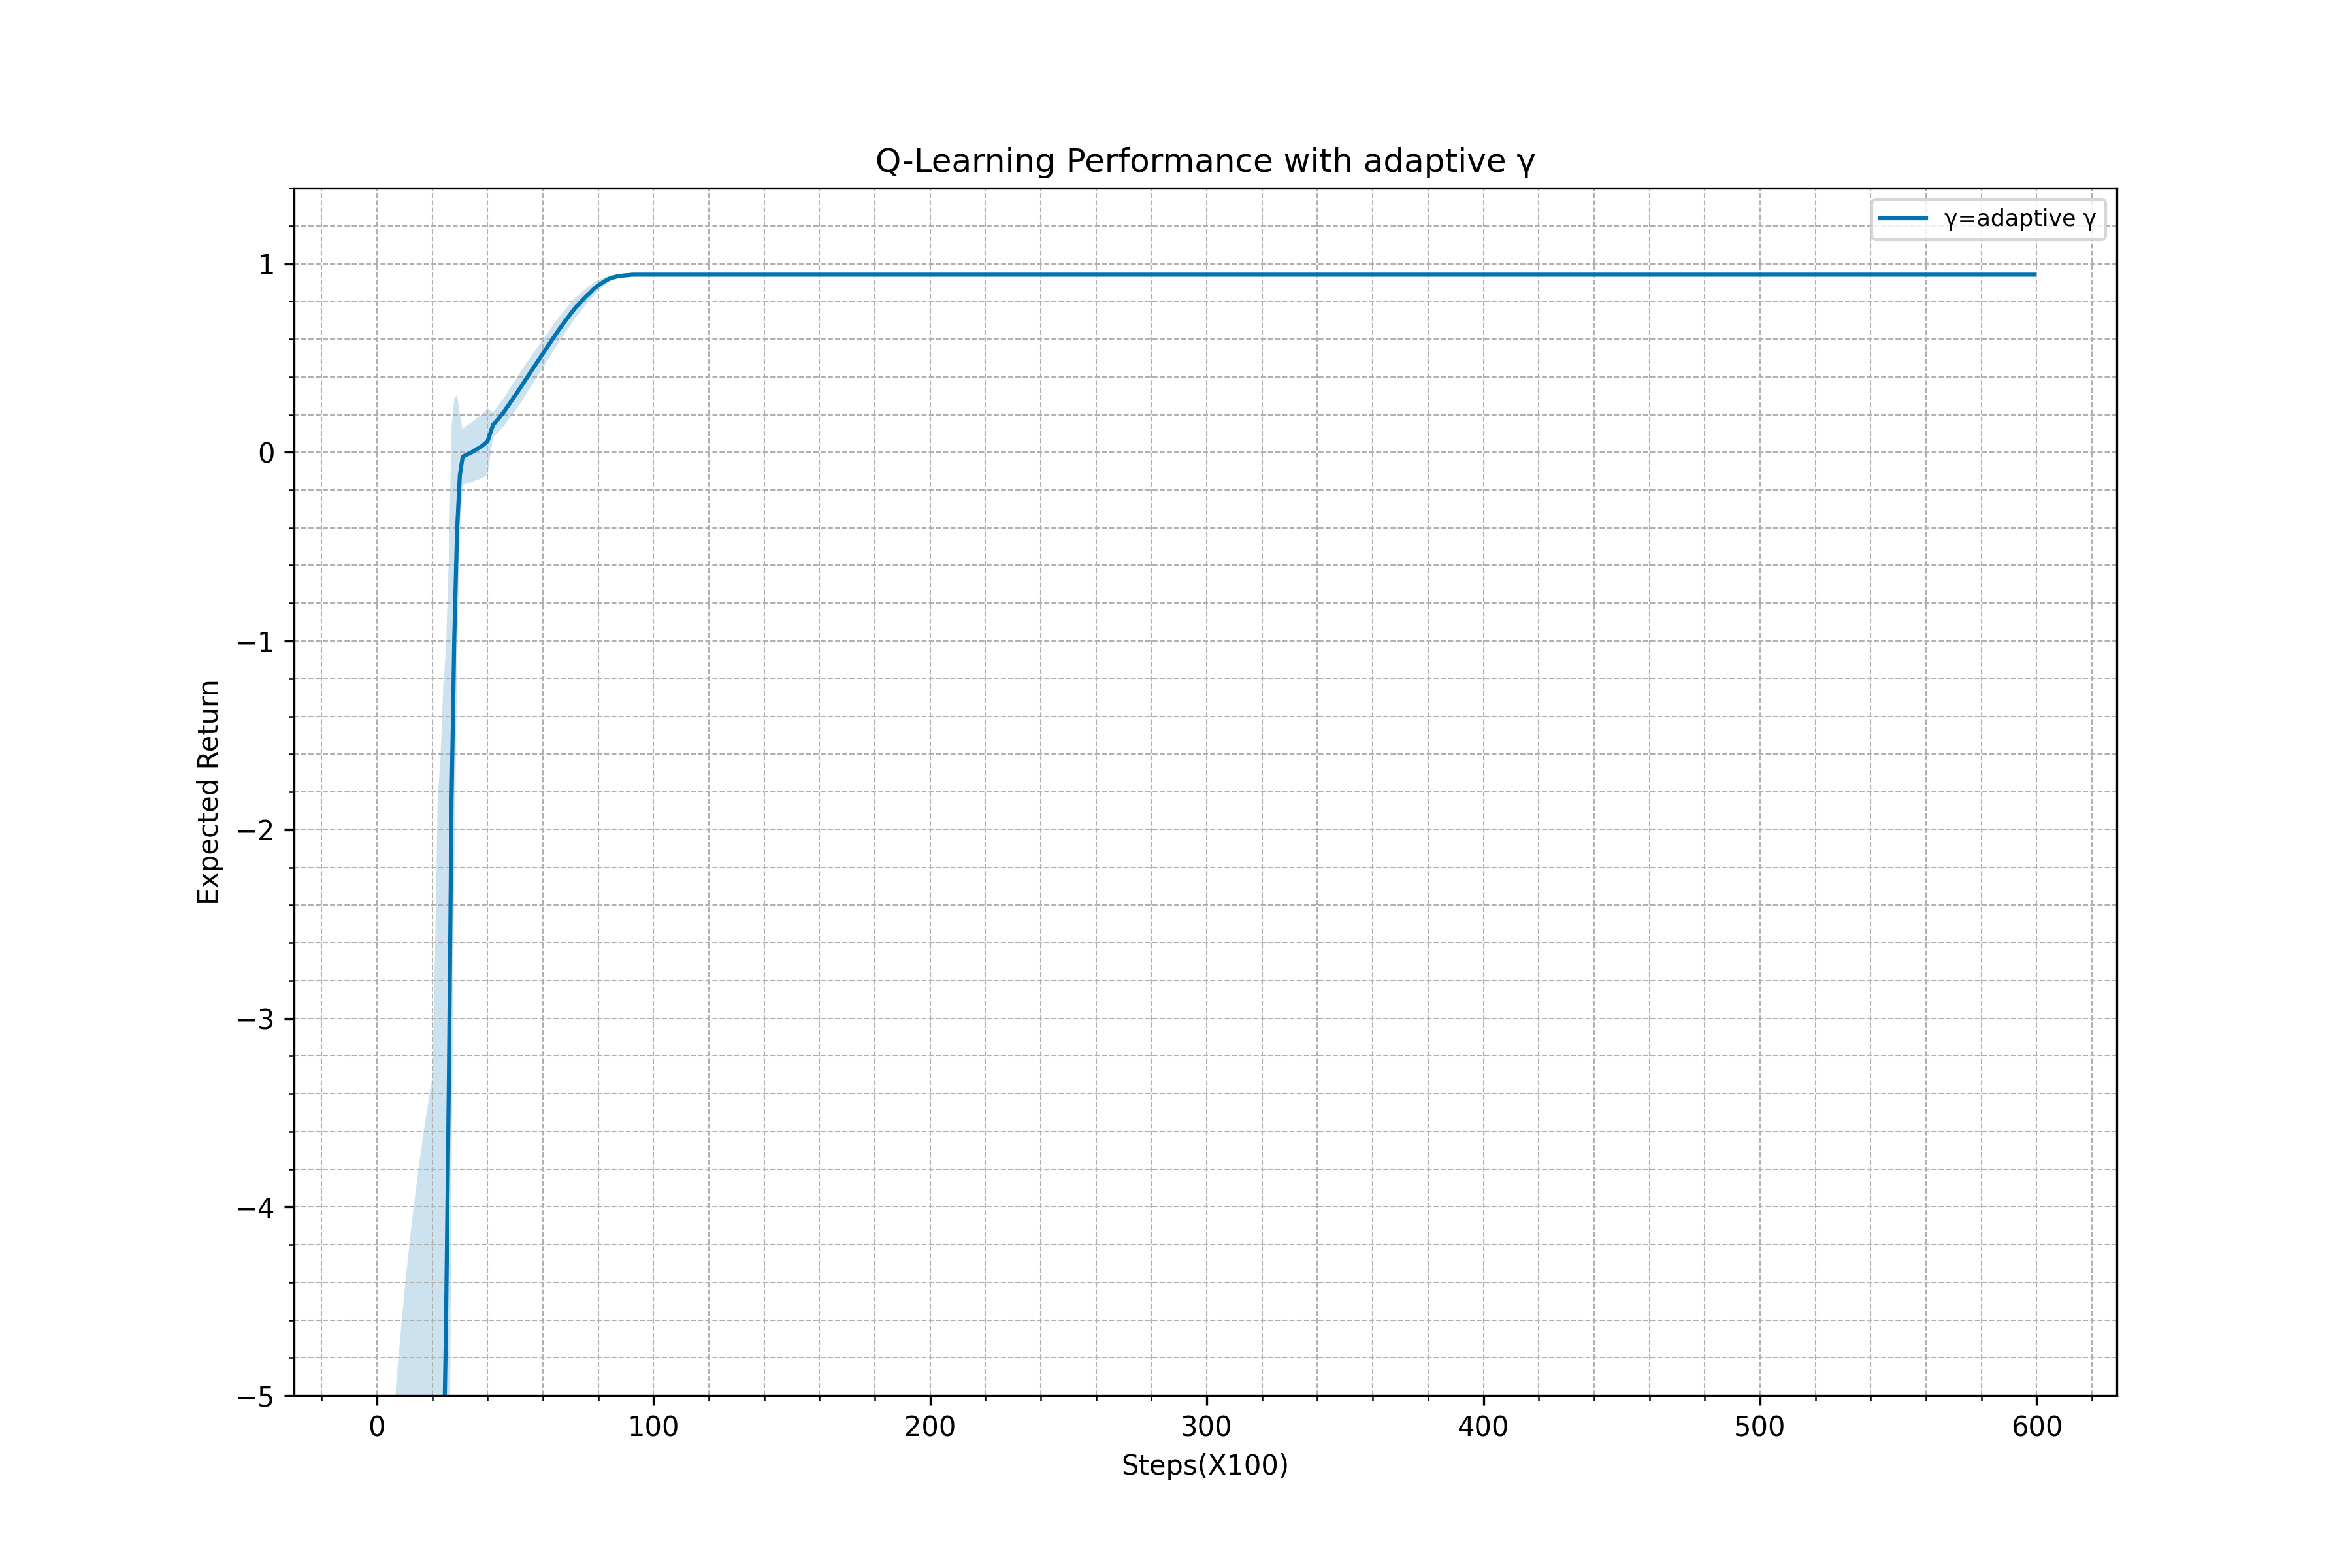 Q-Learning Performance with adaptive γ
γ=adaptive γ
1
0
−1
−2
−3
−4
−5
Expected Return
0 100 200 300 400 500 600
Steps(X100)